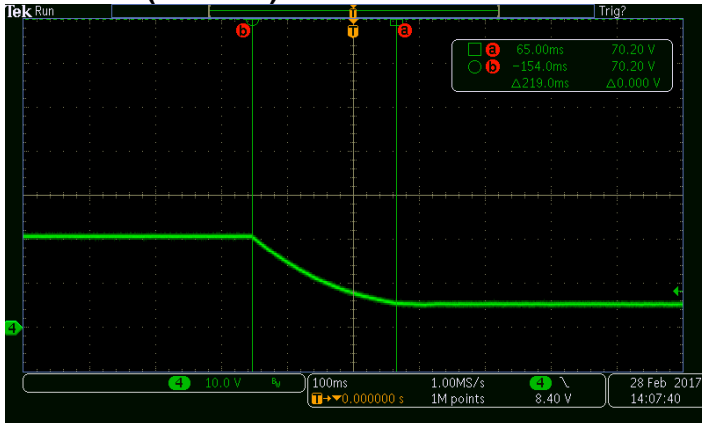 Tek Run
Trig?
b
T
a
a 65.00ms 70.20 V
b -154.0ms 70.20 V
△219.0ms △0.000 V
4
4 10.0 V BW
100ms 1.00MS/s 4 \
T→▼0.000000 s 1M points 8.40 V
28 Feb 2017
14:07:40